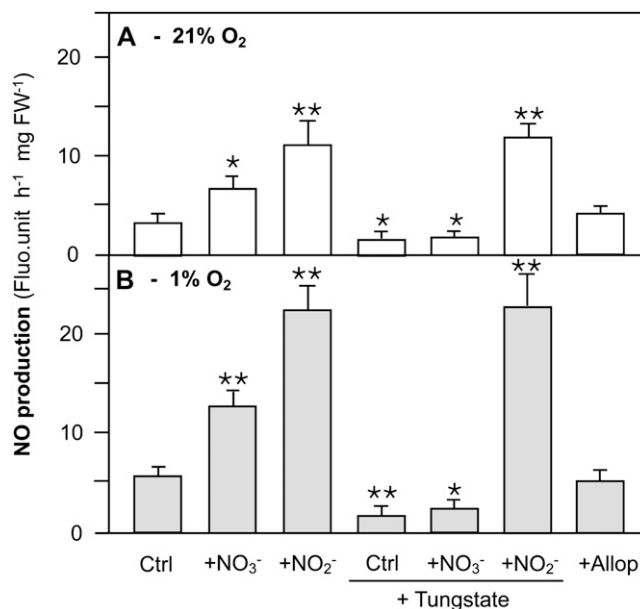 A - 21% O₂
20
10
0
* ** * * **
B - 1% O₂
20
10
0
** ** ** * **
NO production (Fluo.unit h⁻¹ mg FW⁻¹)
Ctrl +NO₃⁻ +NO₂⁻ Ctrl +NO₃⁻ +NO₂⁻ +Allop
+ Tungstate